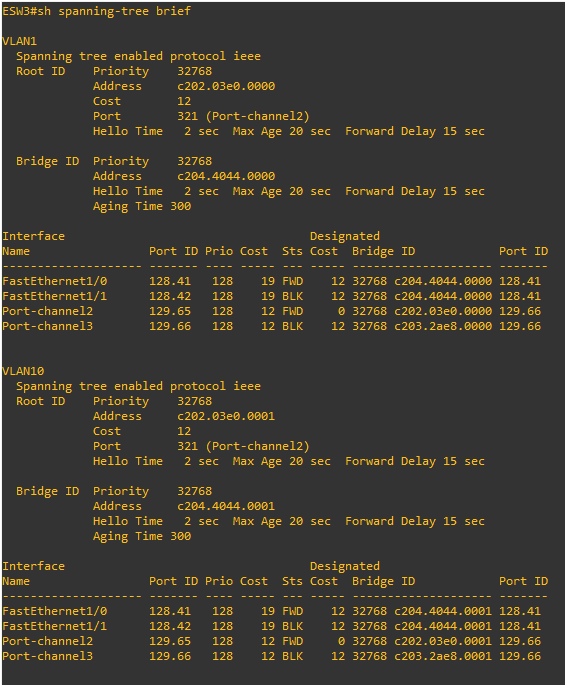 ESW3#sh spanning-tree brief

VLAN1
  Spanning tree enabled protocol ieee
  Root ID    Priority    32768
             Address     c202.03e0.0000
             Cost        12
             Port        321 (Port-channel2)
             Hello Time   2 sec  Max Age 20 sec  Forward Delay 15 sec

  Bridge ID  Priority    32768
             Address     c204.4044.0000
             Hello Time   2 sec  Max Age 20 sec  Forward Delay 15 sec
             Aging Time 300

Interface                                   Designated
Name                 Port ID Prio Cost  Sts Cost  Bridge ID            Port ID
-------------------- ------- ---- ----- --- ----- -------------------- -------
FastEthernet1/0      128.41   128    19 FWD    12 32768 c204.4044.0000 128.41
FastEthernet1/1      128.42   128    19 BLK    12 32768 c204.4044.0000 128.41
Port-channel2        129.65   128    12 FWD     0 32768 c202.03e0.0000 129.66
Port-channel3        129.66   128    12 BLK    12 32768 c203.2ae8.0000 129.66

VLAN10
  Spanning tree enabled protocol ieee
  Root ID    Priority    32768
             Address     c202.03e0.0001
             Cost        12
             Port        321 (Port-channel2)
             Hello Time   2 sec  Max Age 20 sec  Forward Delay 15 sec

  Bridge ID  Priority    32768
             Address     c204.4044.0001
             Hello Time   2 sec  Max Age 20 sec  Forward Delay 15 sec
             Aging Time 300

Interface                                   Designated
Name                 Port ID Prio Cost  Sts Cost  Bridge ID            Port ID
-------------------- ------- ---- ----- --- ----- -------------------- -------
FastEthernet1/0      128.41   128    19 FWD    12 32768 c204.4044.0001 128.41
FastEthernet1/1      128.42   128    19 BLK    12 32768 c204.4044.0001 128.41
Port-channel2        129.65   128    12 FWD     0 32768 c202.03e0.0001 129.66
Port-channel3        129.66   128    12 BLK    12 32768 c203.2ae8.0001 129.66